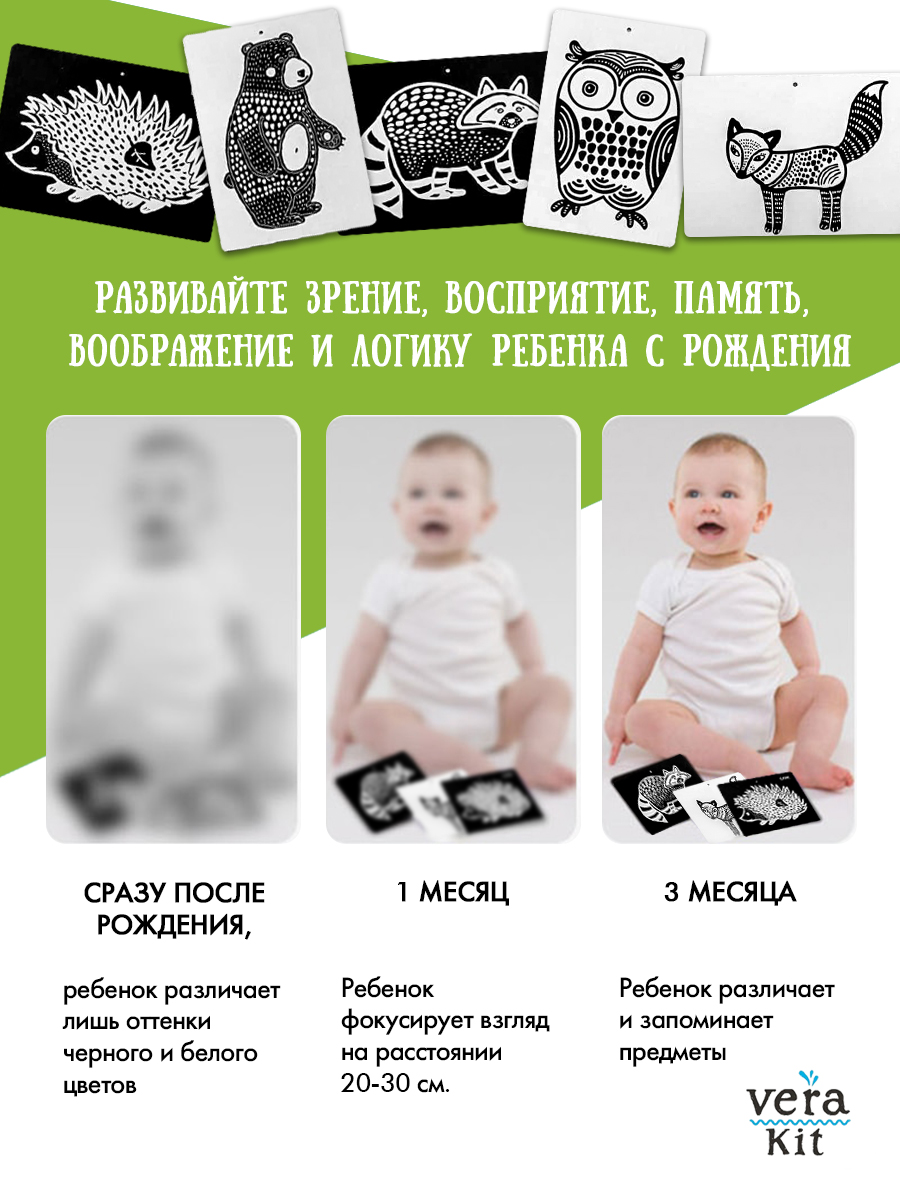 РАЗВИВАЙТЕ ЗРЕНИЕ, ВОСПРИЯТИЕ, ПАМЯТЬ,
ВООБРАЖЕНИЕ И ЛОГИКУ РЕБЕНКА С РОЖДЕНИЯ
СРАЗУ ПОСЛЕ
РОЖДЕНИЯ,
ребенок различает
лишь оттенки
черного и белого
цветов
1 МЕСЯЦ
Ребенок
фокусирует взгляд
на расстоянии
20-30 см.
3 МЕСЯЦА
Ребенок различает
и запоминает
предметы
vera
кit